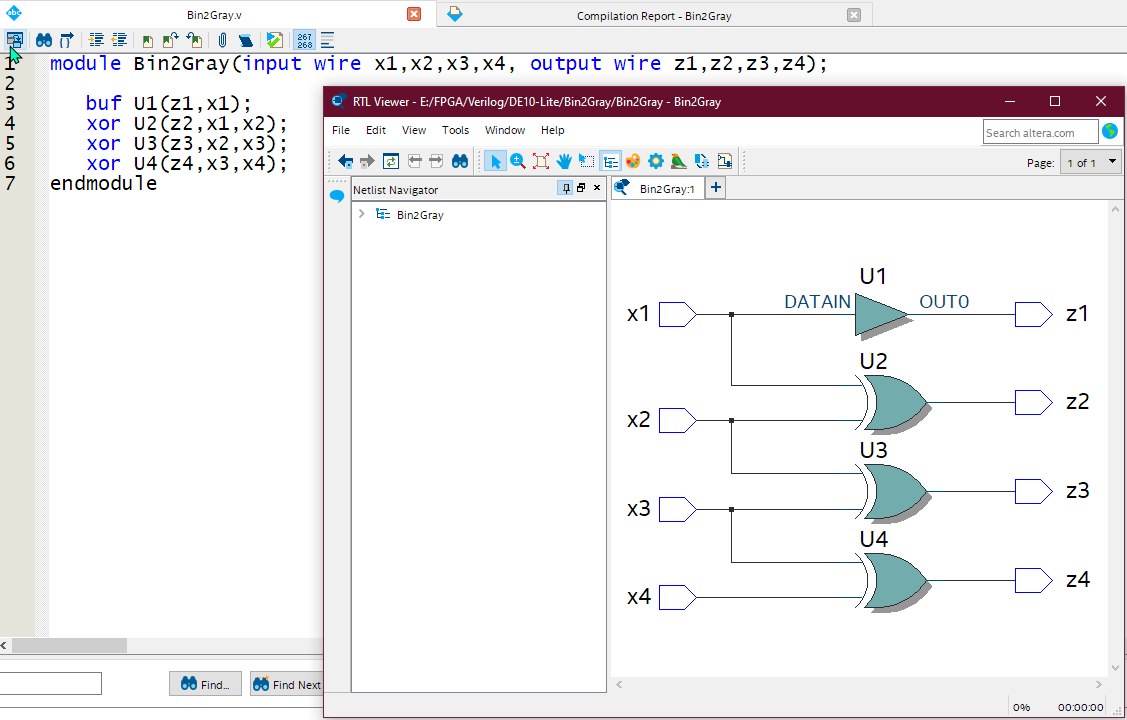 abc
Bin2Gray.v
Compilation Report - Bin2Gray
267
268
1 module Bin2Gray(input wire x1,x2,x3,x4, output wire z1,z2,z3,z4);
2
3 buf U1(z1,x1);
4 xor U2(z2,x1,x2);
5 xor U3(z3,x2,x3);
6 xor U4(z4,x3,x4);
7 endmodule
RTL Viewer - E:/FPGA/Verilog/DE10-Lite/Bin2Gray/Bin2Gray - Bin2Gray
File Edit View Tools Window Help
Search altera.com
Page: 1 of 1
Netlist Navigator
Bin2Gray:1
Bin2Gray
U1
x1 DATAIN OUT0 z1
U2
x2 z2
U3
x3 z3
U4
x4 z4
Find... Find Next
0% 00:00:00